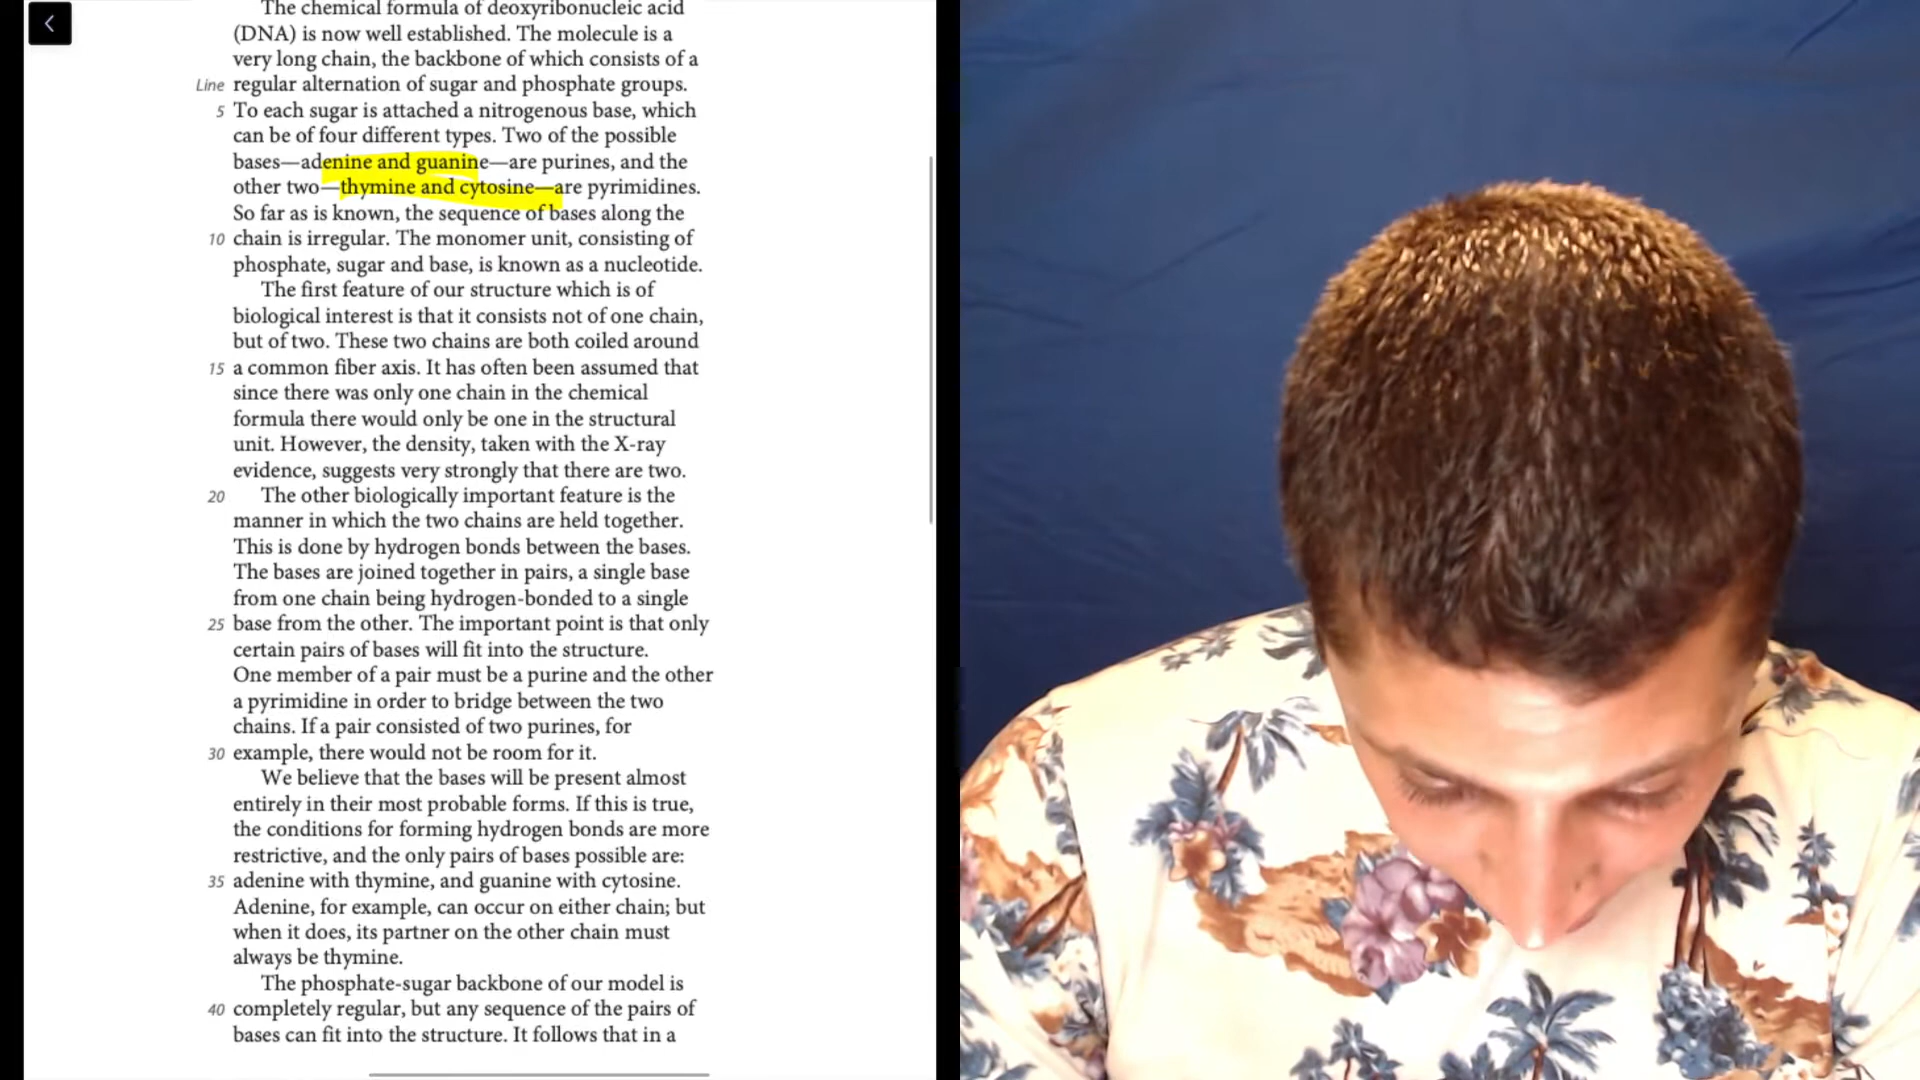 The chemical formula of deoxyribonucleic acid
(DNA) is now well established. The molecule is a
very long chain, the backbone of which consists of a
Line regular alternation of sugar and phosphate groups.
5 To each sugar is attached a nitrogenous base, which
can be of four different types. Two of the possible
bases—adenine and guanine—are purines, and the
other two—thymine and cytosine—are pyrimidines.
So far as is known, the sequence of bases along the
10 chain is irregular. The monomer unit, consisting of
phosphate, sugar and base, is known as a nucleotide.
The first feature of our structure which is of
biological interest is that it consists not of one chain,
but of two. These two chains are both coiled around
15 a common fiber axis. It has often been assumed that
since there was only one chain in the chemical
formula there would only be one in the structural
unit. However, the density, taken with the X-ray
evidence, suggests very strongly that there are two.
20 The other biologically important feature is the
manner in which the two chains are held together.
This is done by hydrogen bonds between the bases.
The bases are joined together in pairs, a single base
from one chain being hydrogen-bonded to a single
25 base from the other. The important point is that only
certain pairs of bases will fit into the structure.
One member of a pair must be a purine and the other
a pyrimidine in order to bridge between the two
chains. If a pair consisted of two purines, for
30 example, there would not be room for it.
We believe that the bases will be present almost
entirely in their most probable forms. If this is true,
the conditions for forming hydrogen bonds are more
restrictive, and the only pairs of bases possible are:
35 adenine with thymine, and guanine with cytosine.
Adenine, for example, can occur on either chain; but
when it does, its partner on the other chain must
always be thymine.
The phosphate-sugar backbone of our model is
40 completely regular, but any sequence of the pairs of
bases can fit into the structure. It follows that in a